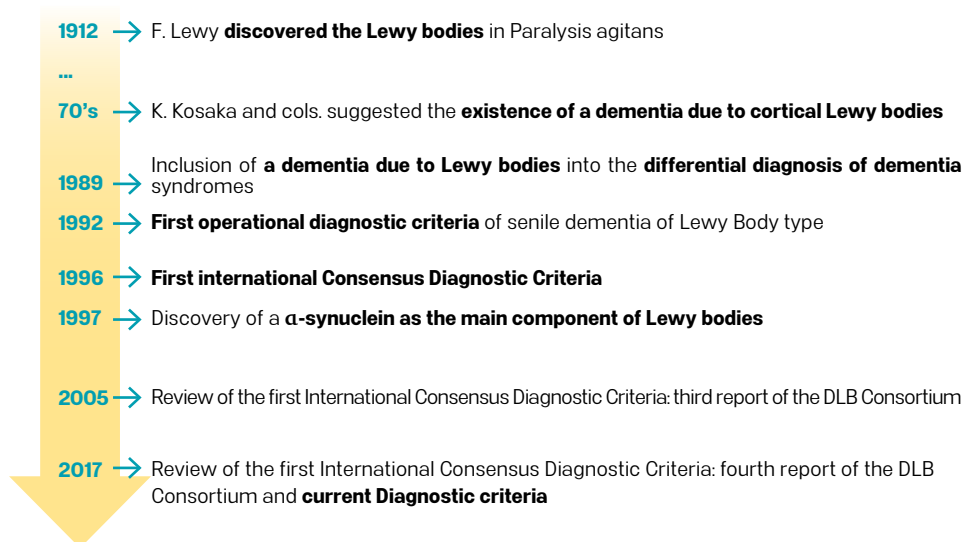 1912 → F. Lewy discovered the Lewy bodies in Paralysis agitans
...
70's → K. Kosaka and cols. suggested the existence of a dementia due to cortical Lewy bodies
Inclusion of a dementia due to Lewy bodies into the differential diagnosis of dementia
1989 → syndromes
1992 → First operational diagnostic criteria of senile dementia of Lewy Body type
1996 → First international Consensus Diagnostic Criteria
1997 → Discovery of a α-synuclein as the main component of Lewy bodies
2005 → Review of the first International Consensus Diagnostic Criteria: third report of the DLB Consortium
2017 → Review of the first International Consensus Diagnostic Criteria: fourth report of the DLB
Consortium and current Diagnostic criteria